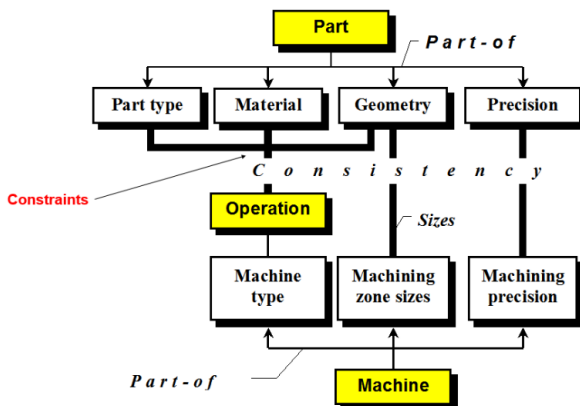 Part
Part-of
Part type
Material
Geometry
Precision
Consistency
Constraints
Operation
Sizes
Machine
type
Machining
zone sizes
Machining
precision
Part-of
Machine